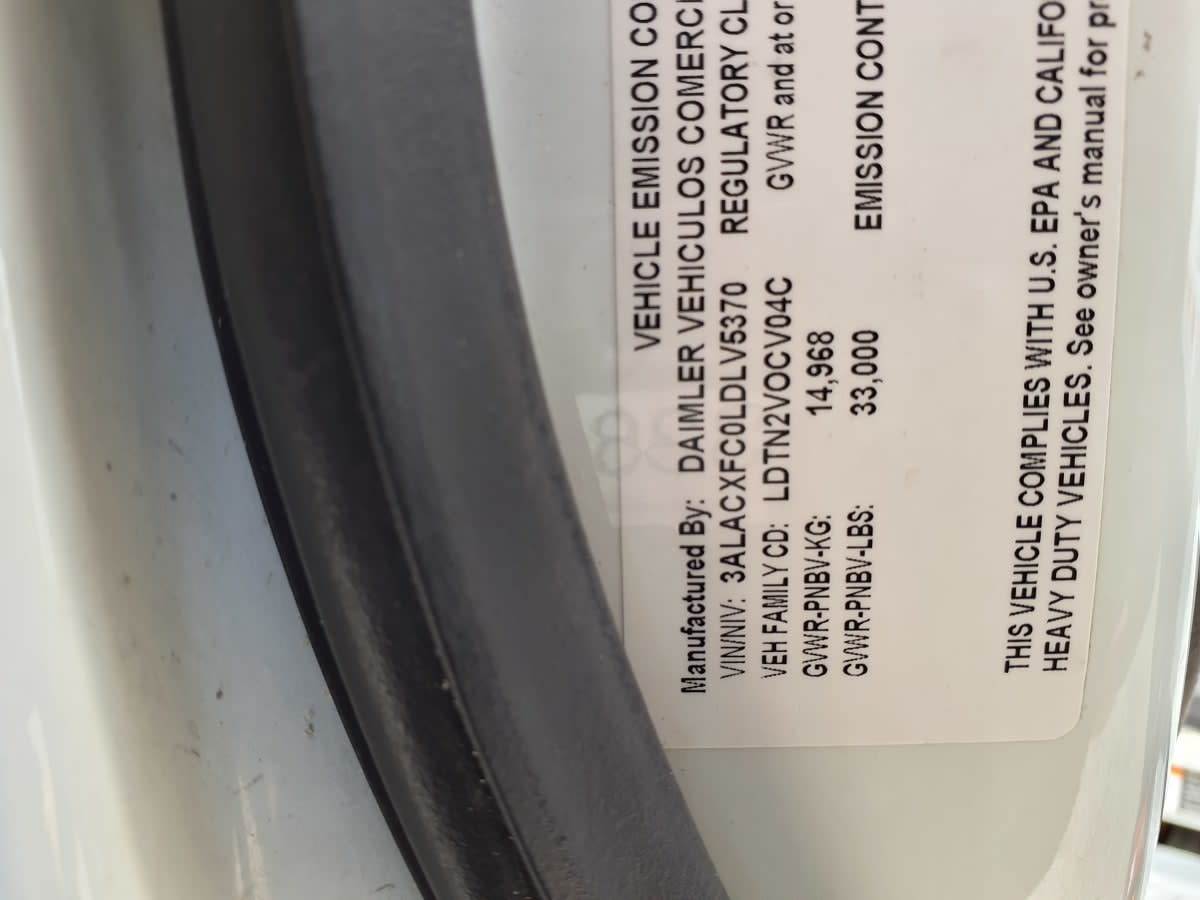 VEHICLE EMISSION CO
Manufactured By: DAIMLER VEHICULOS COMERCI
VIN/NIV: 3ALACXFC0LDLV5370 REGULATORY CL
VEH FAMILY CD: LDTN2VOCV04C GVWR and at or
GVWR-PNBV-KG: 14,968
GVWR-PNBV-LBS: 33,000 EMISSION CONT
THIS VEHICLE COMPLIES WITH U.S. EPA AND CALIFO
HEAVY DUTY VEHICLES. See owner's manual for pr